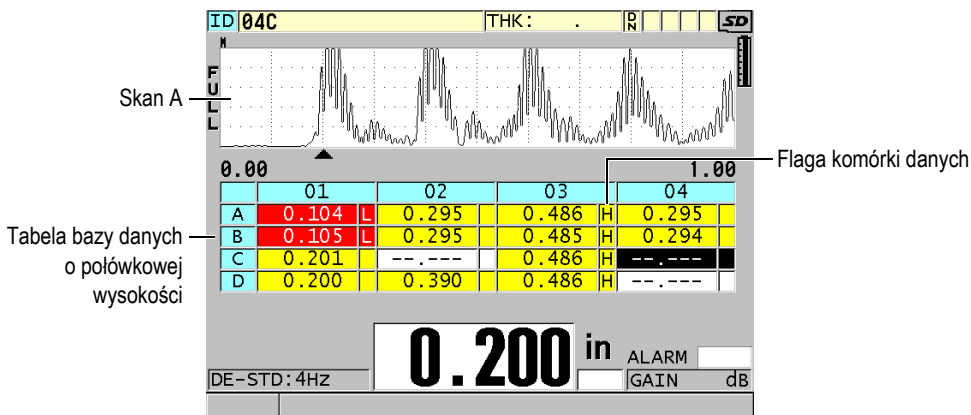 ID 04C THK: . DN SD
M
FULL
Skan A
0.00 1.00
Flaga komórki danych
01 02 03 04
A 0.104 L 0.295 0.486 H 0.295
B 0.105 L 0.295 0.485 H 0.294
C 0.201 --.--- 0.486 H --.---
D 0.200 0.390 0.486 H --.---
Tabela bazy danych
o połówkowej
wysokości
0.200 in
ALARM
DE-STD:4Hz
GAIN dB